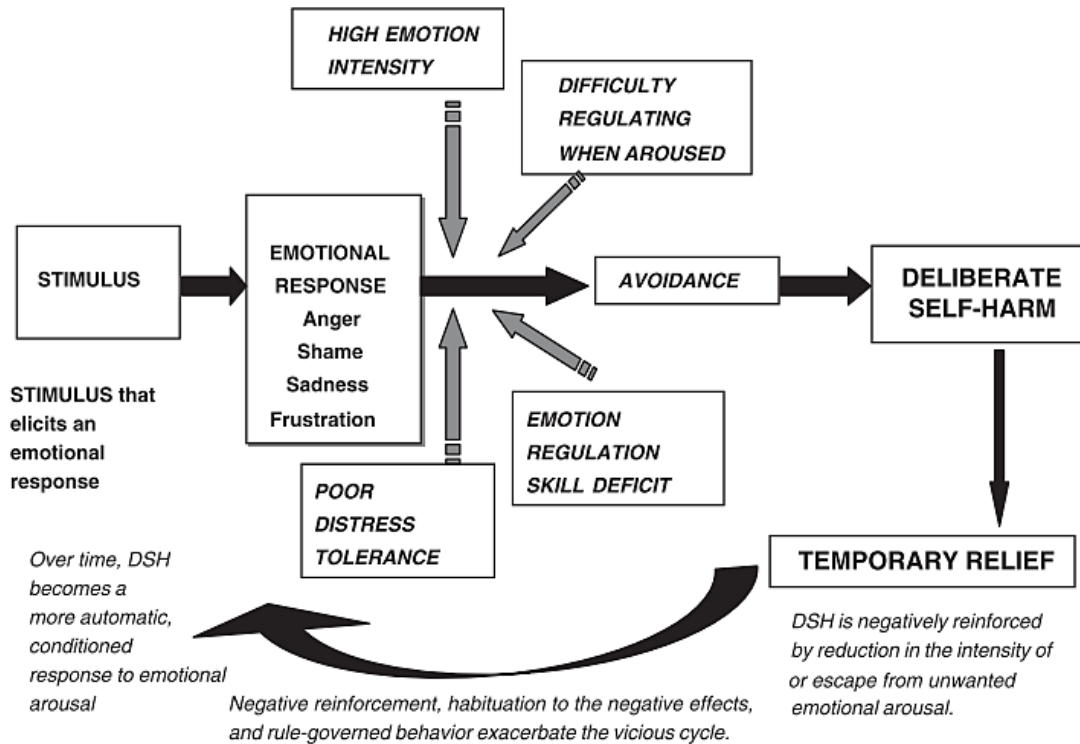 HIGH EMOTION
INTENSITY
DIFFICULTY
REGULATING
WHEN AROUSED
STIMULUS
EMOTIONAL
RESPONSE
Anger
Shame
Sadness
Frustration
AVOIDANCE
DELIBERATE
SELF-HARM
STIMULUS that
elicits an
emotional
response
POOR
DISTRESS
TOLERANCE
EMOTION
REGULATION
SKILL DEFICIT
TEMPORARY RELIEF
DSH is negatively reinforced
by reduction in the intensity of
or escape from unwanted
emotional arousal.
Over time, DSH
becomes a
more automatic,
conditioned
response to emotional
arousal
Negative reinforcement, habituation to the negative effects,
and rule-governed behavior exacerbate the vicious cycle.